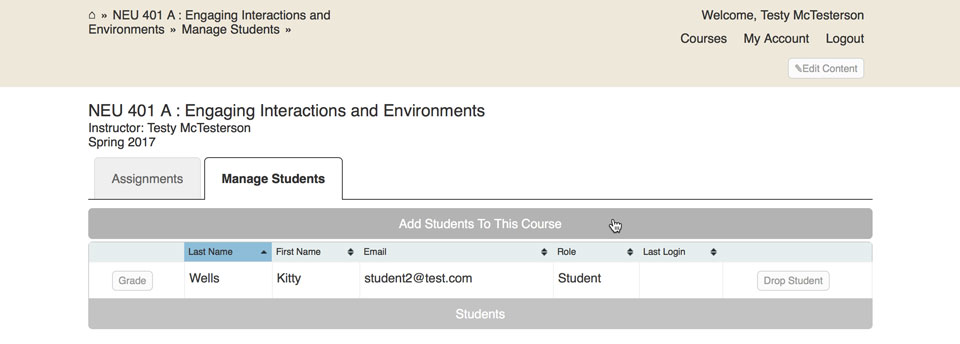 ⌂ » NEU 401 A : Engaging Interactions and
Environments » Manage Students »
Welcome, Testy McTesterson
Courses My Account Logout
✎Edit Content
NEU 401 A : Engaging Interactions and Environments
Instructor: Testy McTesterson
Spring 2017
Assignments Manage Students
Add Students To This Course
Last Name First Name Email Role Last Login
Grade Wells Kitty student2@test.com Student Drop Student
Students